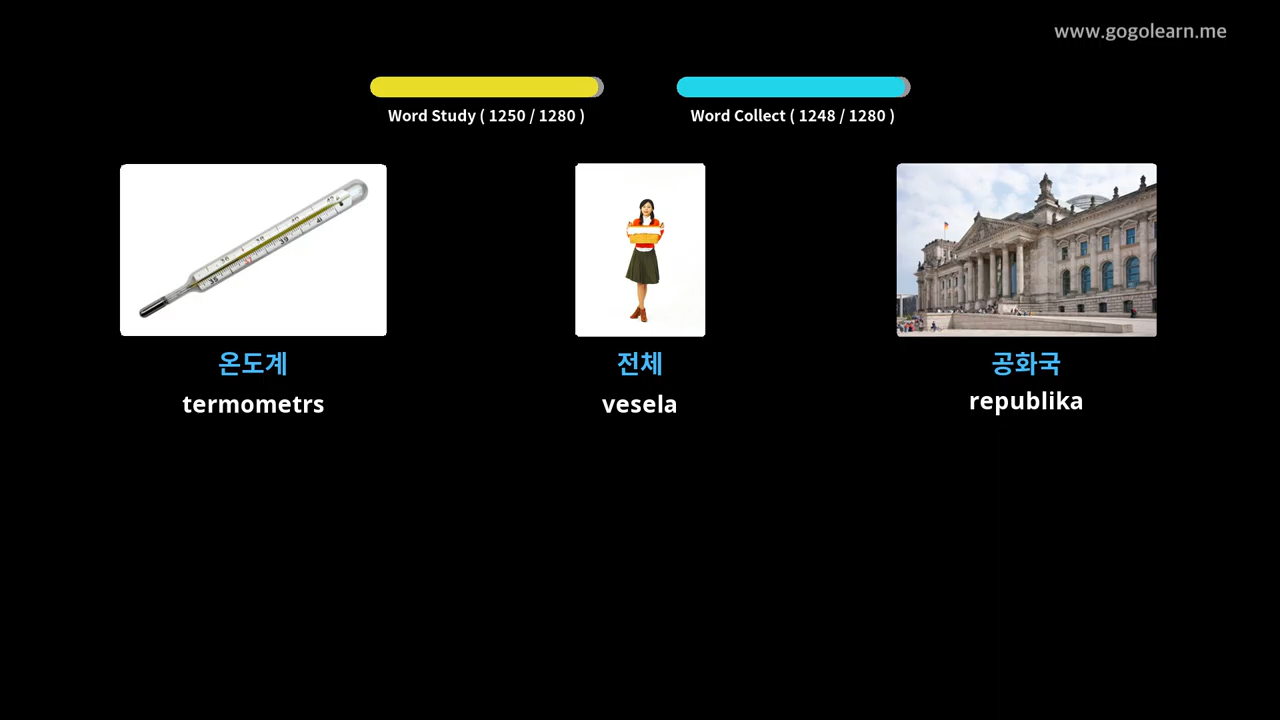 www.gogolearn.me
Word Study ( 1250 / 1280 )
Word Collect ( 1248 / 1280 )
온도계
전체
공화국
termometrs
vesela
republika